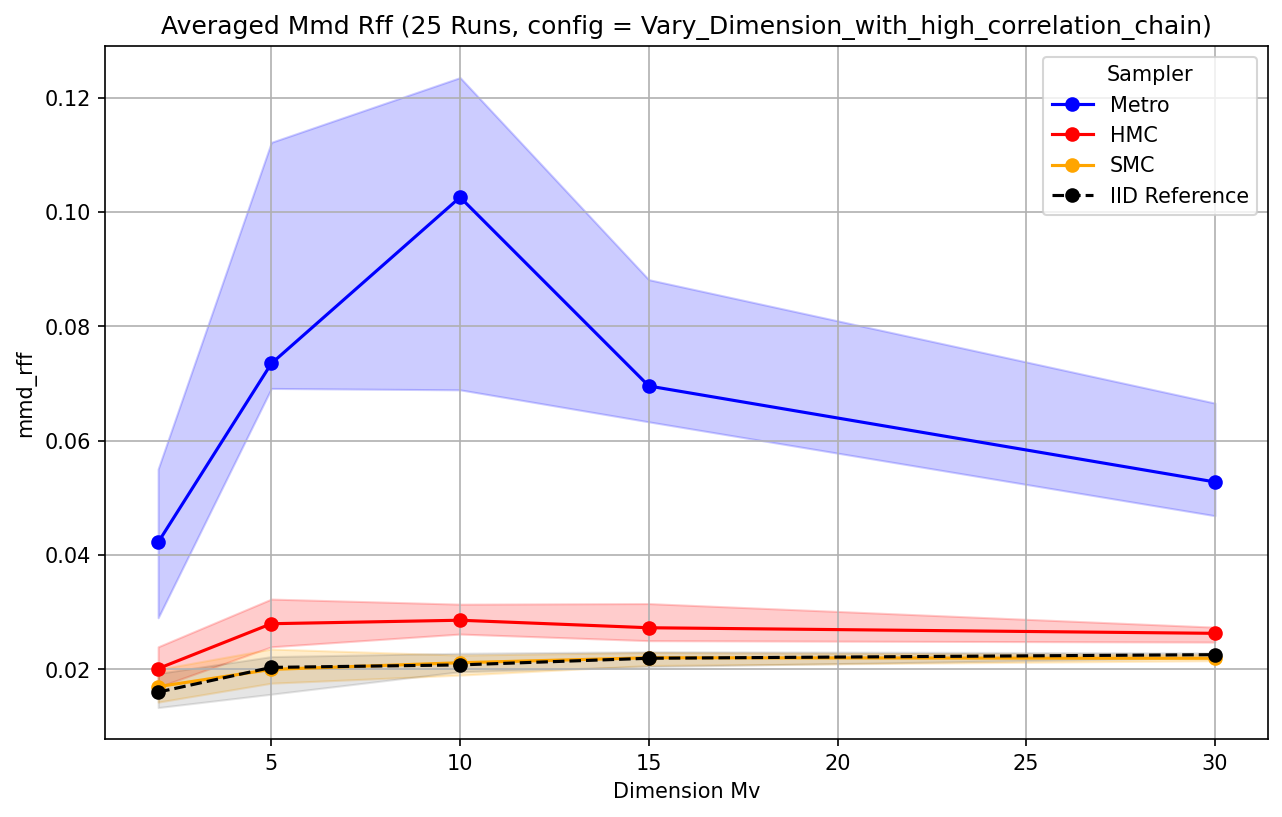 Averaged Mmd Rff (25 Runs, config = Vary_Dimension_with_high_correlation_chain)
Sampler
Metro
HMC
SMC
IID Reference
mmd_rff
0.12
0.10
0.08
0.06
0.04
0.02
5 10 15 20 25 30
Dimension Mv